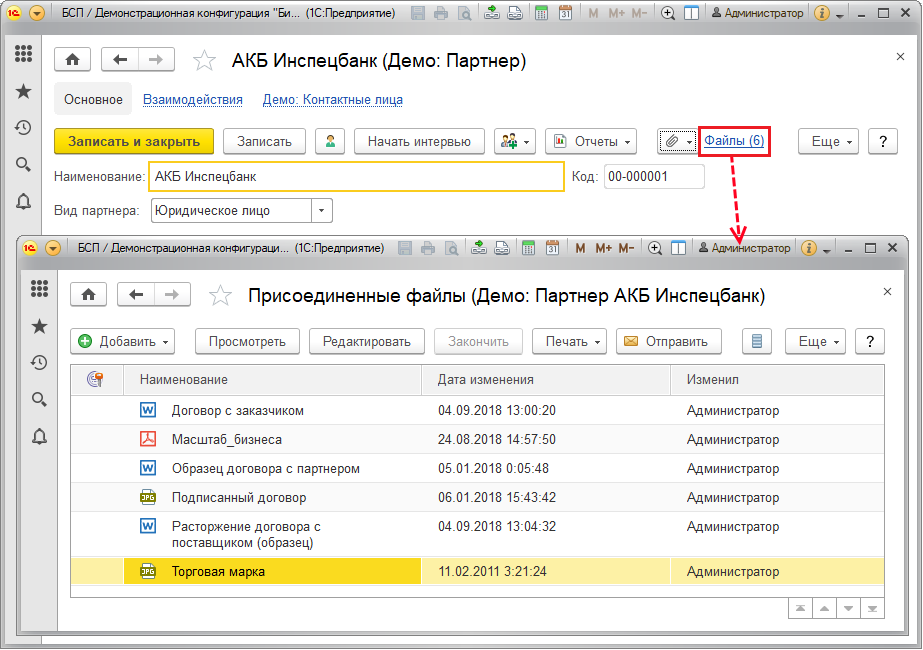 БСП / Демонстрационная конфигурация "Би... (1С:Предприятие) 31 M M+ M- Администратор
АКБ Инспецбанк (Демо: Партнер)
Основное Взаимодействия Демо: Контактные лица
Записать и закрыть Записать Начать интервью Отчеты Файлы (6) Еще ?
Наименование: АКБ Инспецбанк Код: 00-000001
Вид партнера: Юридическое лицо
БСП / Демонстрационная конфигураци... (1С:Предприятие) 31 M M+ M- Администратор
Присоединенные файлы (Демо: Партнер АКБ Инспецбанк)
Добавить Просмотреть Редактировать Закончить Печать Отправить Еще ?
Наименование Дата изменения Изменил
Договор с заказчиком 04.09.2018 13:00:20 Администратор
Масштаб_бизнеса 24.08.2018 14:57:50 Администратор
Образец договора с партнером 05.01.2018 0:05:48 Администратор
Подписанный договор 06.01.2018 15:43:42 Администратор
Расторжение договора с 04.09.2018 13:04:32 Администратор
поставщиком (образец)
Торговая марка 11.02.2011 3:21:24 Администратор